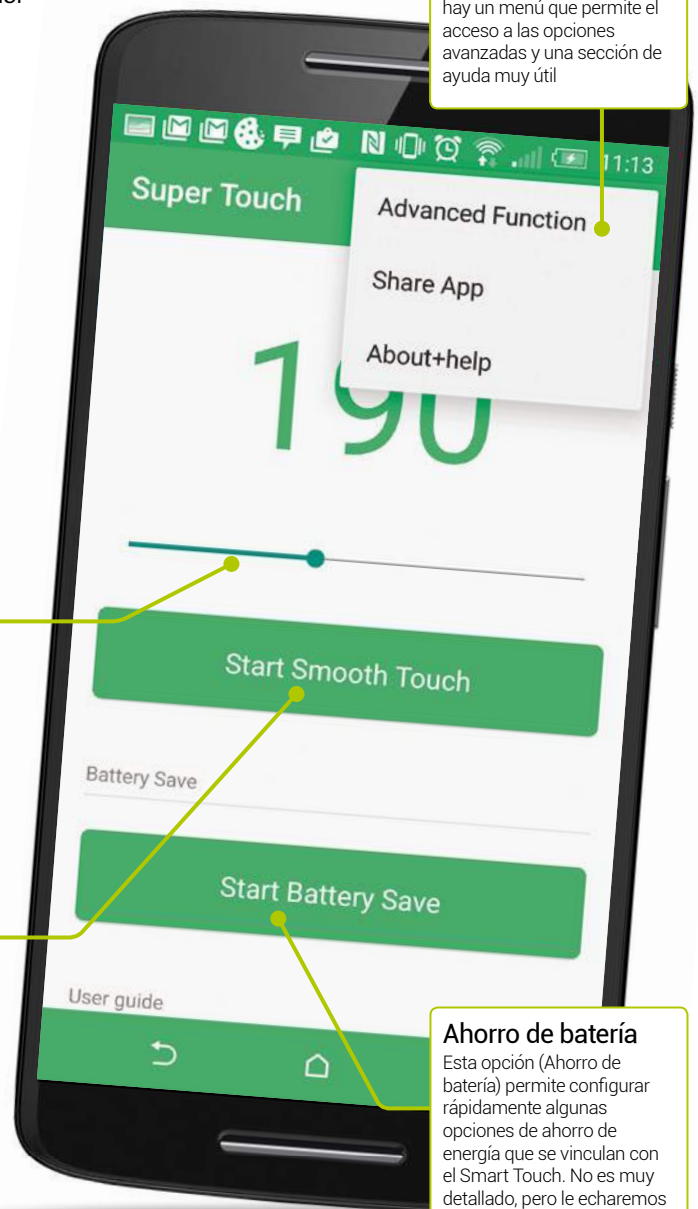 hay un menú que permite el
acceso a las opciones
avanzadas y una sección de
ayuda muy útil
11:13
Super Touch
Advanced Function
Share App
About+help
190
Start Smooth Touch
Battery Save
Start Battery Save
User guide
Ahorro de batería
Esta opción (Ahorro de
batería) permite configurar
rápidamente algunas
opciones de ahorro de
energía que se vinculan con
el Smart Touch. No es muy
detallado, pero le echaremos